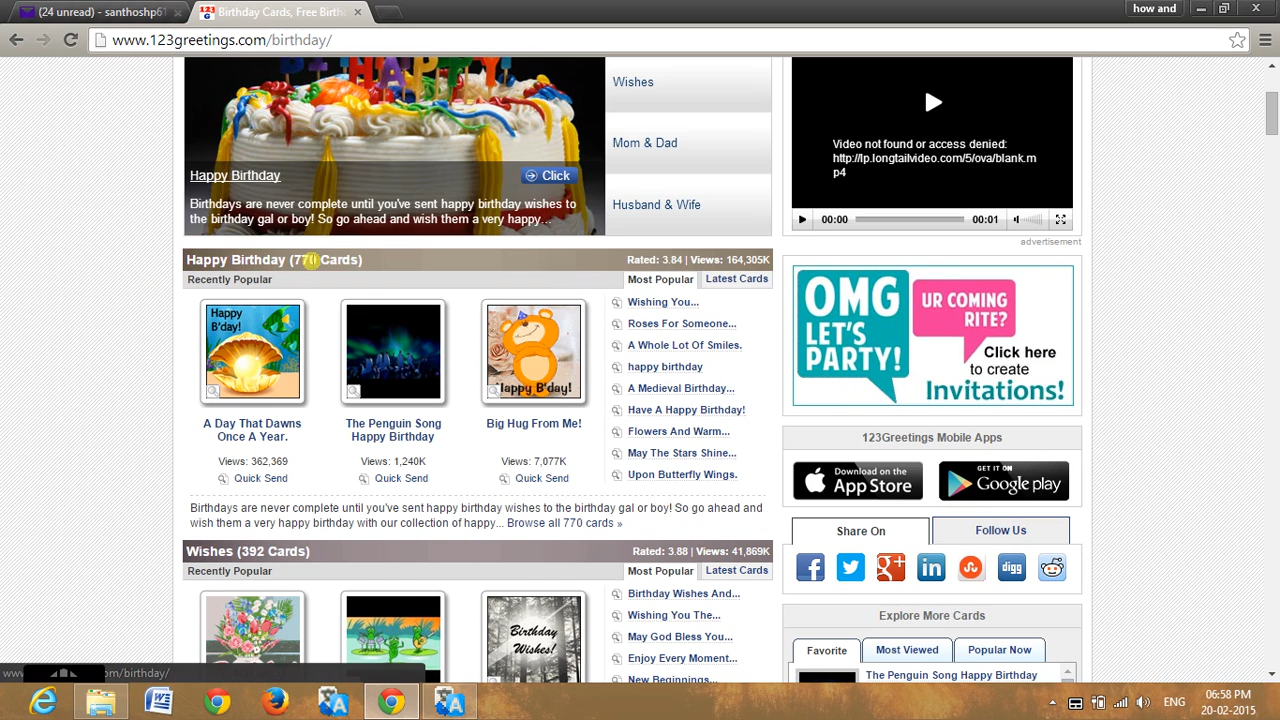 (24 unread) - santhoshp61
Birthday Cards, Free Birth
how and
www.123greetings.com/birthday/
HAPPY
Happy Birthday
Click
Birthdays are never complete until you've sent happy birthday wishes to
the birthday gal or boy! So go ahead and wish them a very happy...
Wishes
Mom & Dad
Husband & Wife
Video not found or access denied:
http://lp.longtailvideo.com/5/ova/blank.m
p4
00:00
00:01
advertisement
Happy Birthday (770 Cards)
Rated: 3.84 | Views: 164,305K
Recently Popular
Most Popular
Latest Cards
Happy
B'day!
Happy B'day!
A Day That Dawns
Once A Year.
Views: 362,369
Quick Send
The Penguin Song
Happy Birthday
Views: 1,240K
Quick Send
Big Hug From Me!
Views: 7,077K
Quick Send
Wishing You...
Roses For Someone...
A Whole Lot Of Smiles.
happy birthday
A Medieval Birthday...
Have A Happy Birthday!
Flowers And Warm...
May The Stars Shine...
Upon Butterfly Wings.
Birthdays are never complete until you've sent happy birthday wishes to the birthday gal or boy! So go ahead and
wish them a very happy birthday with our collection of happy... Browse all 770 cards »
Wishes (392 Cards)
Rated: 3.88 | Views: 41,869K
Recently Popular
Most Popular
Latest Cards
Birthday
Wishes!
Birthday Wishes And...
Wishing You The...
May God Bless You...
Enjoy Every Moment...
New Beginnings...
OMG
LET'S
PARTY!
UR COMING
RITE?
Click here
to create
Invitations!
123Greetings Mobile Apps
Download on the
App Store
GET IT ON
Google play
Share On
Follow Us
digg
Explore More Cards
Favorite
Most Viewed
Popular Now
The Penguin Song Happy Birthday
om/birthday/
ENG
06:58 PM
20-02-2015